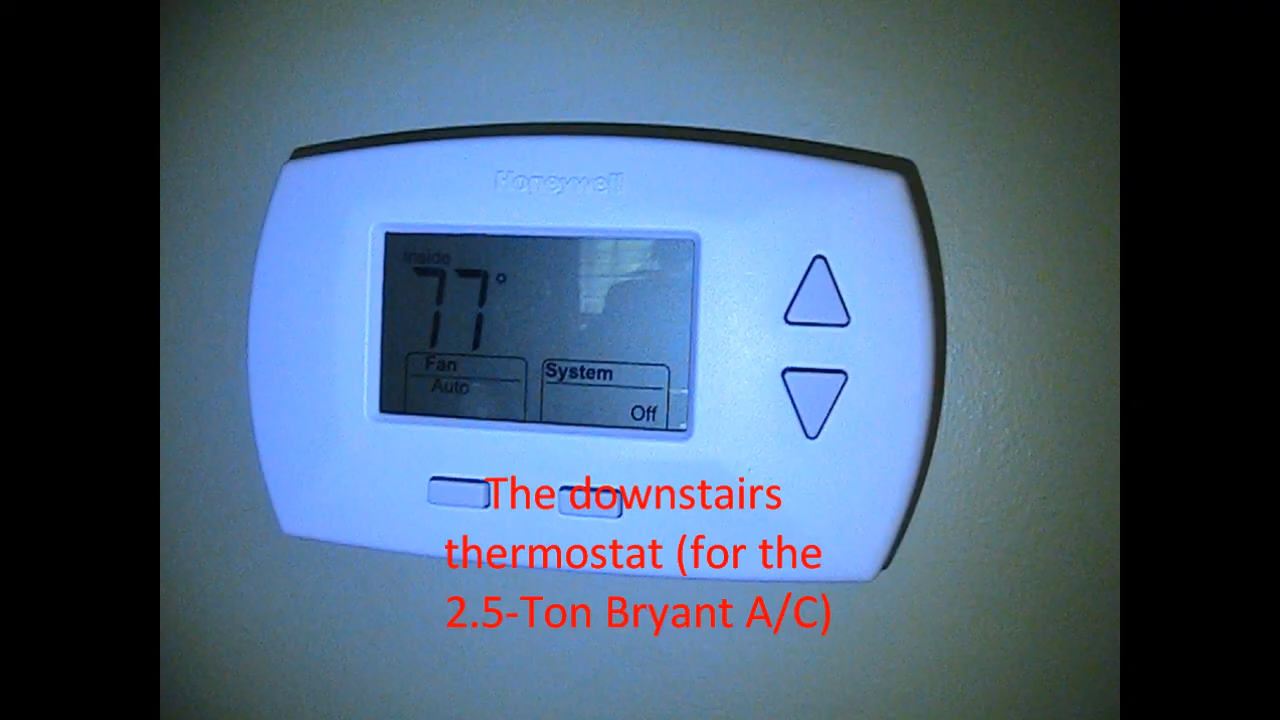 Honeywell
Inside
77°
Fan
Auto
System
Off
The downstairs
thermostat (for the
2.5-Ton Bryant A/C)